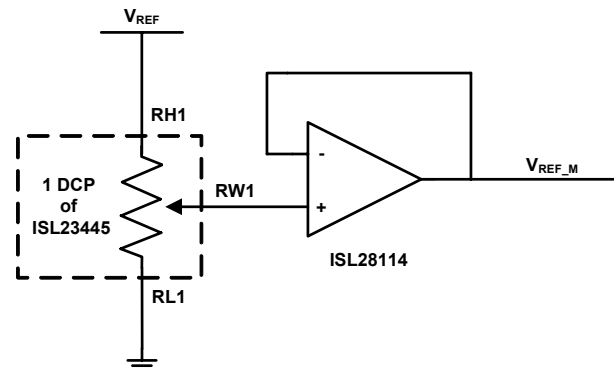 VREF
RH1
1 DCP
of
ISL23445
RW1
-
+
VREF_M
ISL28114
RL1